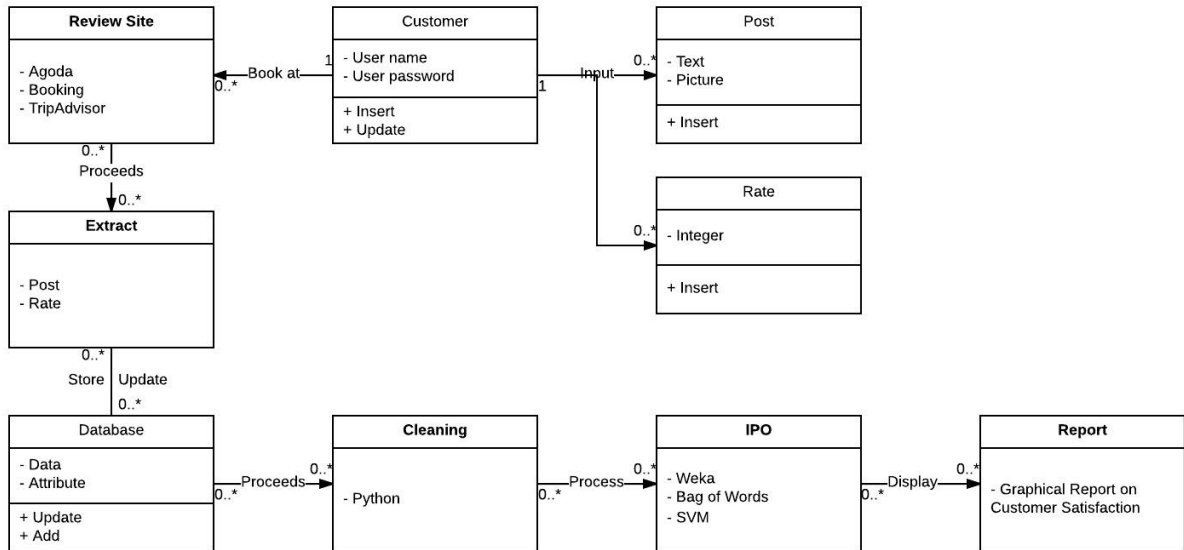 Review Site
- Agoda
- Booking
- TripAdvisor
0..*
Book at
1
Customer
- User name
- User password
+ Insert
+ Update
1
Input
0..*
Post
- Text
- Picture
+ Insert
0..*
Rate
- Integer
+ Insert
0..*
Proceeds
0..*
Extract
- Post
- Rate
0..*
Store Update
0..*
Database
- Data
- Attribute
+ Update
+ Add
0..*
Proceeds
0..*
Cleaning
- Python
0..*
Process
0..*
IPO
- Weka
- Bag of Words
- SVM
0..*
Display
0..*
Report
- Graphical Report on
Customer Satisfaction